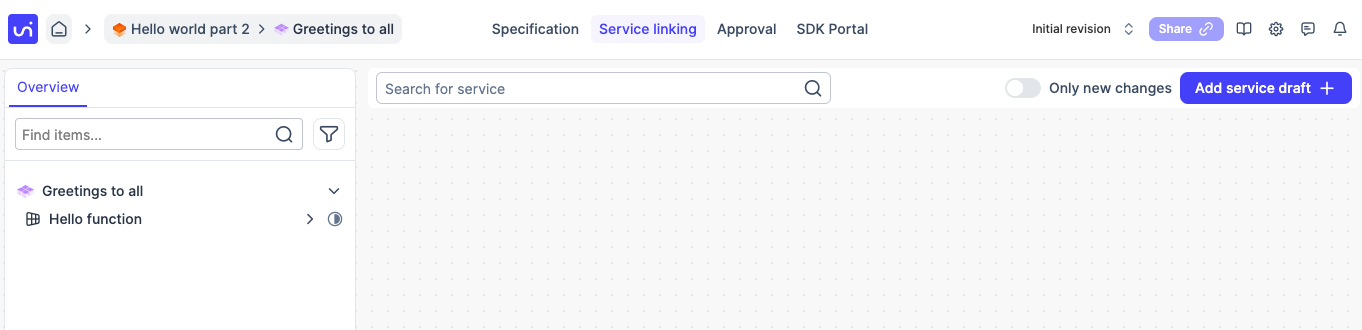 Hello world part 2 > Greetings to all
Specification
Service linking
Approval
SDK Portal
Initial revision
Share
Overview
Search for service
Only new changes
Add service draft
Find items...
Greetings to all
Hello function